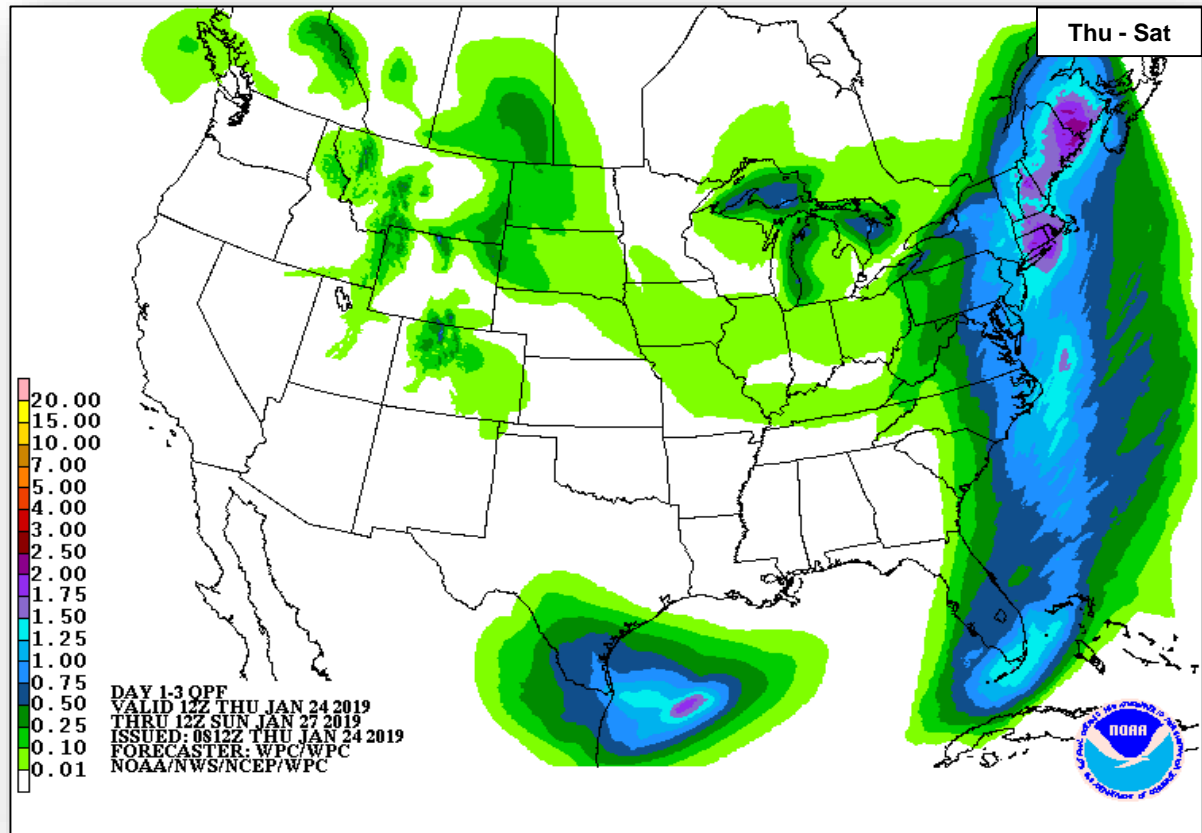 Thu - Sat
20.00
15.00
10.00
7.00
5.00
4.00
3.00
2.50
2.00
1.75
1.50
1.25
1.00
0.75
0.50
0.25
0.10
0.01
DAY 1-3 QPF
VALID 12Z THU JAN 24 2019
THRU 12Z SUN JAN 27 2019
ISSUED: 0812Z THU JAN 24 2019
FORECASTER: WPC/WPC
NOAA/NWS/NCEP/WPC
NOAA